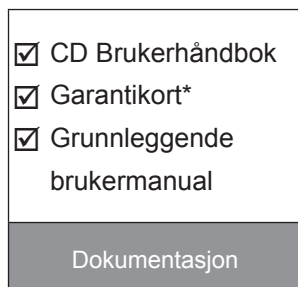 ☑ CD Brukerhåndbok
☑ Garantikort*
☑ Grunnleggende
brukermanual
Dokumentasjon